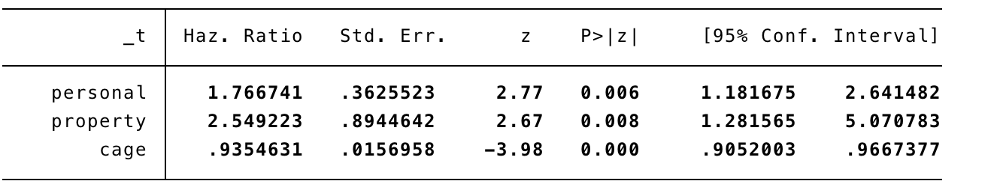 _t Haz. Ratio Std. Err. z P>|z| [95% Conf. Interval]
personal 1.766741 .3625523 2.77 0.006 1.181675 2.641482
property 2.549223 .8944642 2.67 0.008 1.281565 5.070783
cage .9354631 .0156958 −3.98 0.000 .9052003 .9667377